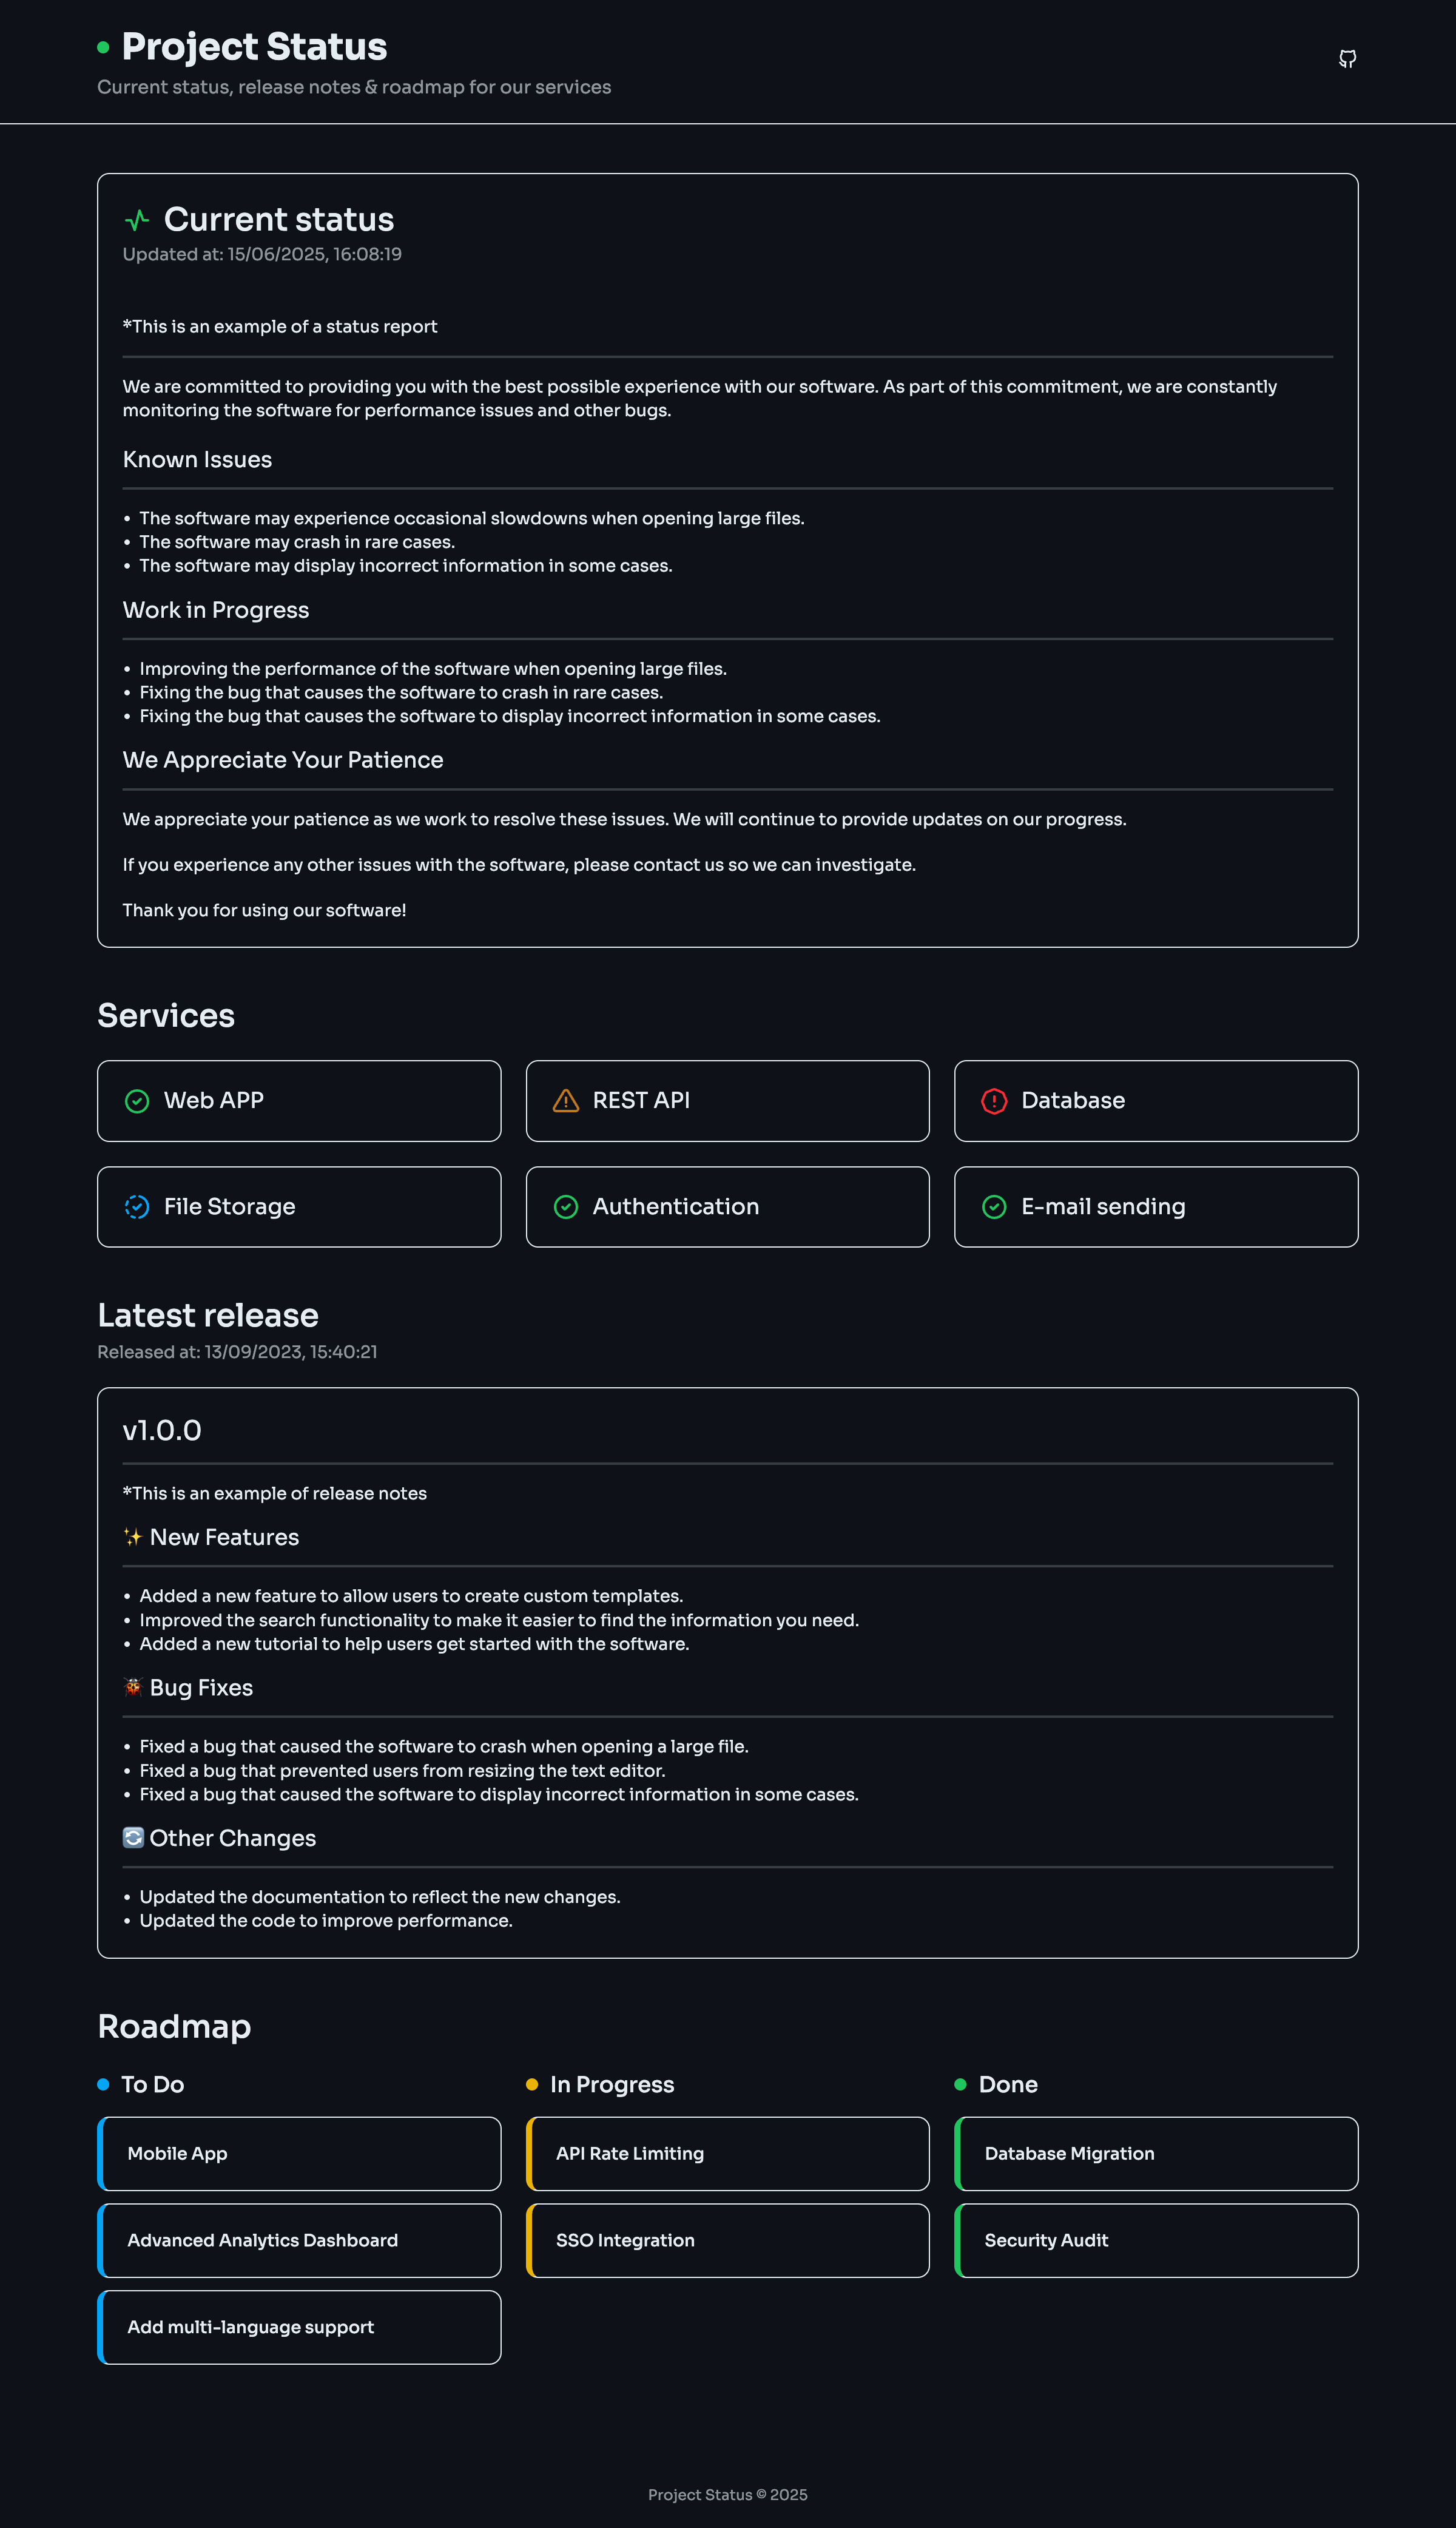 Project Status
Current status, release notes & roadmap for our services
Current status
Updated at: 15/06/2025, 16:08:19
*This is an example of a status report
We are committed to providing you with the best possible experience with our software. As part of this commitment, we are constantly
monitoring the software for performance issues and other bugs.
Known Issues
• The software may experience occasional slowdowns when opening large files.
• The software may crash in rare cases.
• The software may display incorrect information in some cases.
Work in Progress
• Improving the performance of the software when opening large files.
• Fixing the bug that causes the software to crash in rare cases.
• Fixing the bug that causes the software to display incorrect information in some cases.
We Appreciate Your Patience
We appreciate your patience as we work to resolve these issues. We will continue to provide updates on our progress.
If you experience any other issues with the software, please contact us so we can investigate.
Thank you for using our software!
Services
Web APP
REST API
Database
File Storage
Authentication
E-mail sending
Latest release
Released at: 13/09/2023, 15:40:21
v1.0.0
*This is an example of release notes
✨ New Features
• Added a new feature to allow users to create custom templates.
• Improved the search functionality to make it easier to find the information you need.
• Added a new tutorial to help users get started with the software.
🐞 Bug Fixes
• Fixed a bug that caused the software to crash when opening a large file.
• Fixed a bug that prevented users from resizing the text editor.
• Fixed a bug that caused the software to display incorrect information in some cases.
🔄 Other Changes
• Updated the documentation to reflect the new changes.
• Updated the code to improve performance.
Roadmap
To Do
Mobile App
Advanced Analytics Dashboard
Add multi-language support
In Progress
API Rate Limiting
SSO Integration
Done
Database Migration
Security Audit
Project Status © 2025